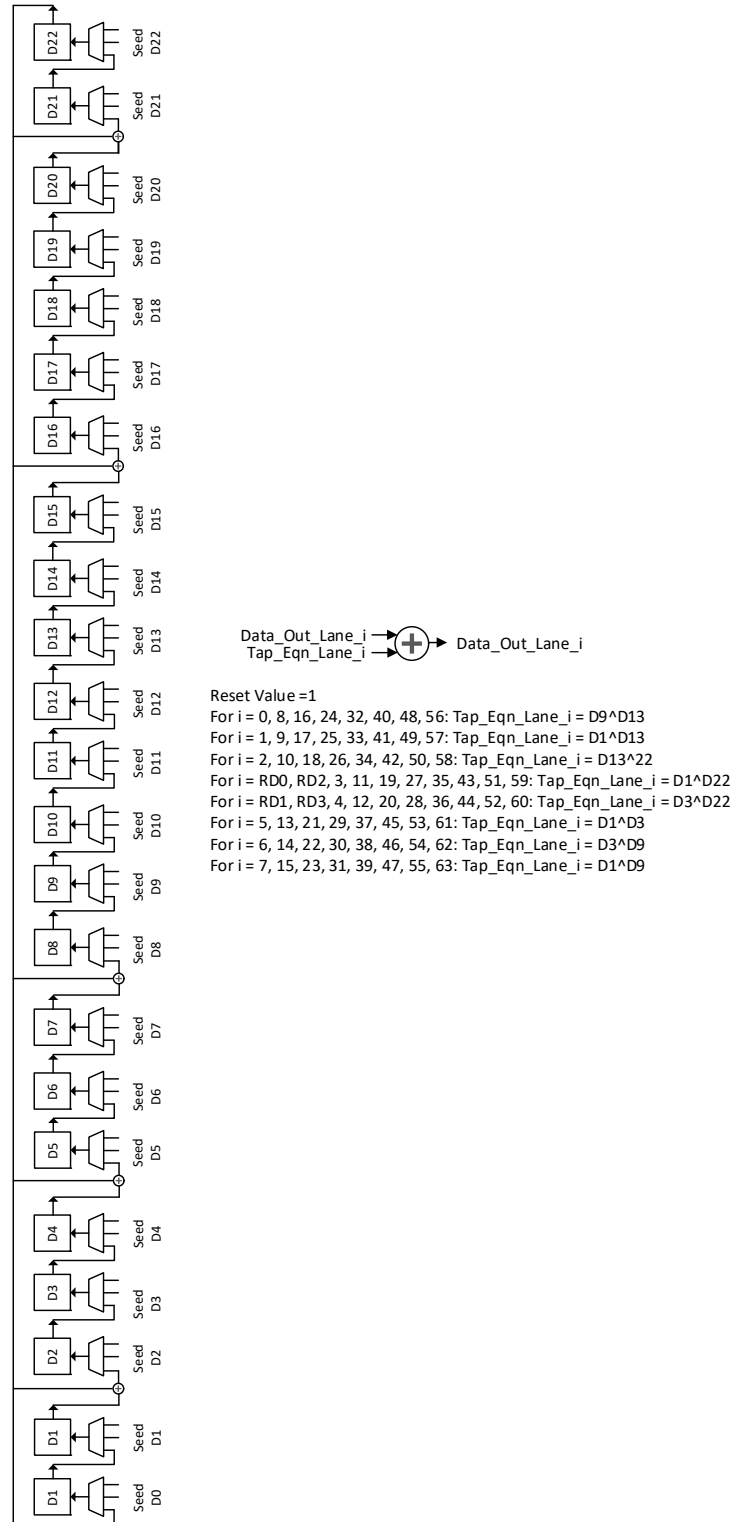 D22
Seed
D22
D21
Seed
D21
D20
Seed
D20
D19
Seed
D19
D18
Seed
D18
D17
Seed
D17
D16
Seed
D16
D15
Seed
D15
D14
Seed
D14
D13
Seed
D13
D12
Seed
D12
D11
Seed
D11
D10
Seed
D10
D9
Seed
D9
D8
Seed
D8
D7
Seed
D7
D6
Seed
D6
D5
Seed
D5
D4
Seed
D4
D3
Seed
D3
D2
Seed
D2
D1
Seed
D1
D1
Seed
D0
Data_Out_Lane_i
Tap_Eqn_Lane_i
Data_Out_Lane_i
Reset Value =1
For i = 0, 8, 16, 24, 32, 40, 48, 56: Tap_Eqn_Lane_i = D9^D13
For i = 1, 9, 17, 25, 33, 41, 49, 57: Tap_Eqn_Lane_i = D1^D13
For i = 2, 10, 18, 26, 34, 42, 50, 58: Tap_Eqn_Lane_i = D13^22
For i = RD0, RD2, 3, 11, 19, 27, 35, 43, 51, 59: Tap_Eqn_Lane_i = D1^D22
For i = RD1, RD3, 4, 12, 20, 28, 36, 44, 52, 60: Tap_Eqn_Lane_i = D3^D22
For i = 5, 13, 21, 29, 37, 45, 53, 61: Tap_Eqn_Lane_i = D1^D3
For i = 6, 14, 22, 30, 38, 46, 54, 62: Tap_Eqn_Lane_i = D3^D9
For i = 7, 15, 23, 31, 39, 47, 55, 63: Tap_Eqn_Lane_i = D1^D9